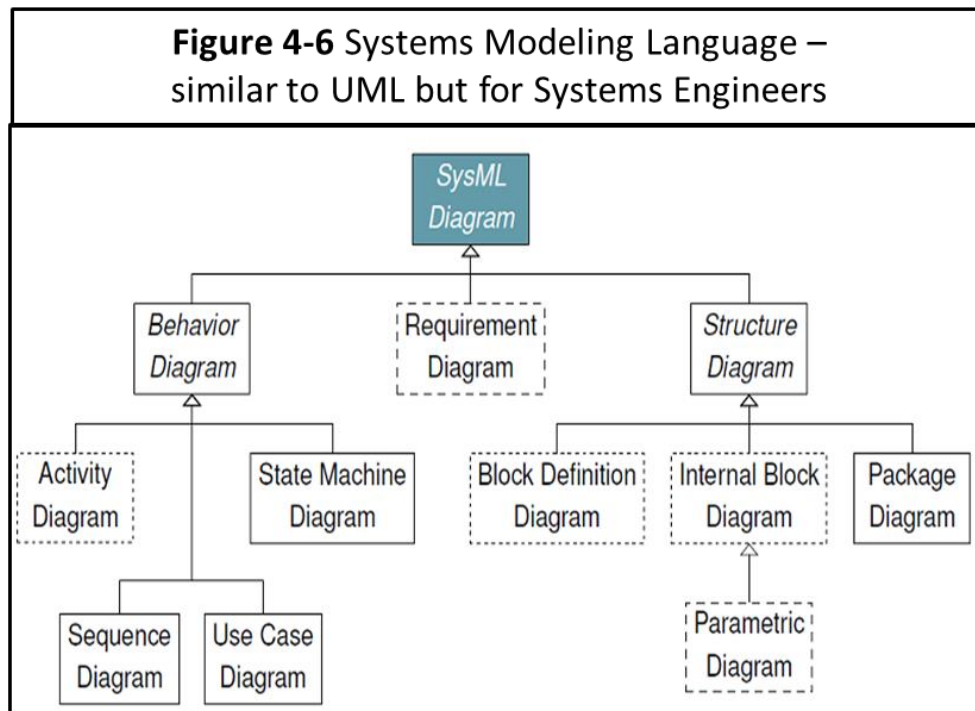 Figure 4-6 Systems Modeling Language –
similar to UML but for Systems Engineers
SysML
Diagram
Behavior
Diagram
Requirement
Diagram
Structure
Diagram
Activity
Diagram
State Machine
Diagram
Block Definition
Diagram
Internal Block
Diagram
Package
Diagram
Sequence
Diagram
Use Case
Diagram
Parametric
Diagram